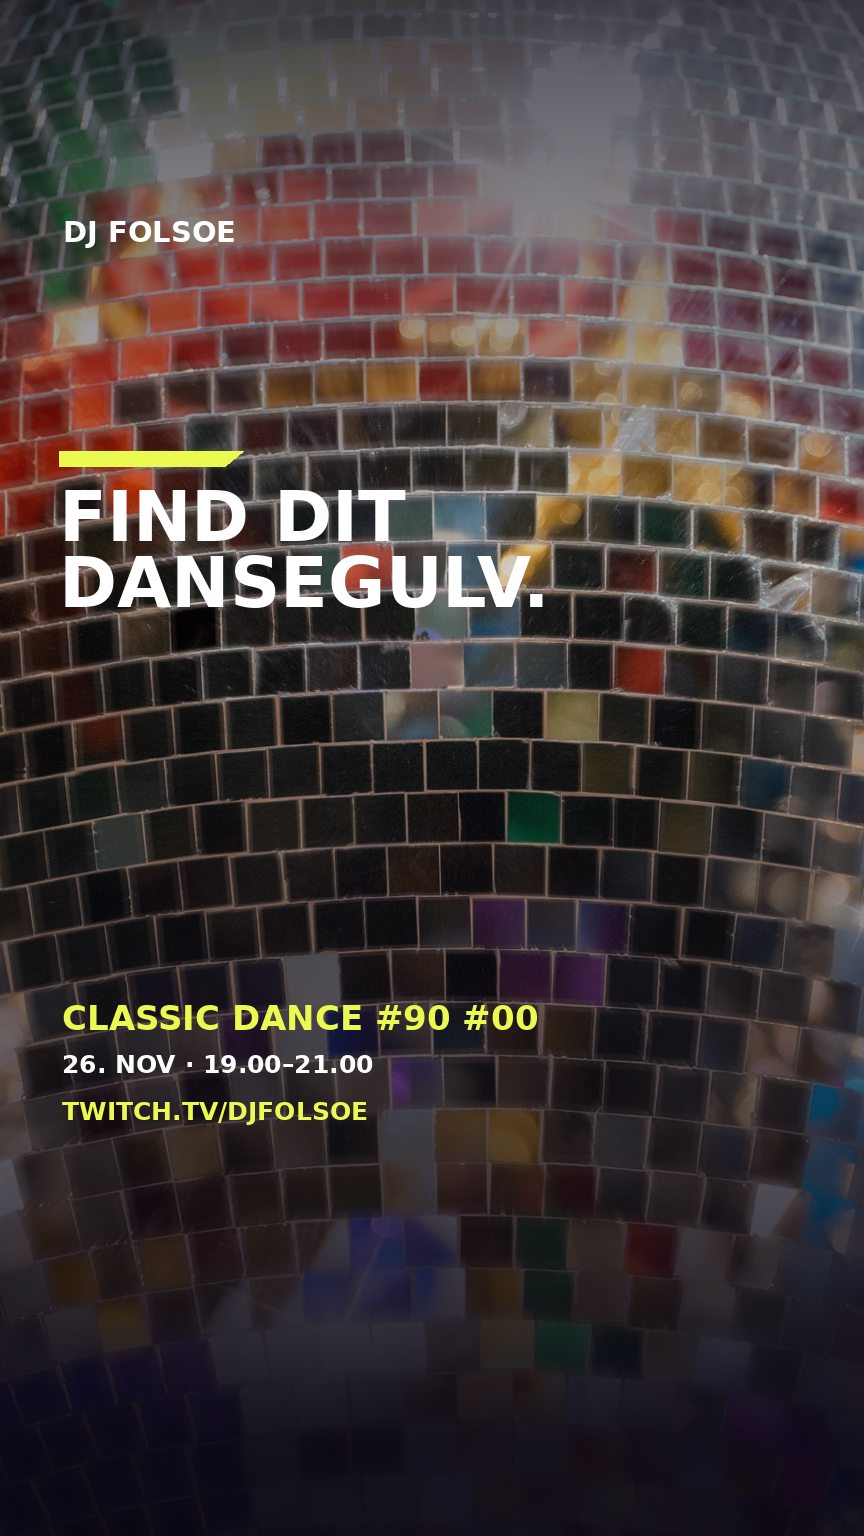 DJ FOLSOE
FIND DIT
DANSEGULV.
CLASSIC DANCE #90 #00
26. NOV · 19.00–21.00
TWITCH.TV/DJFOLSOE